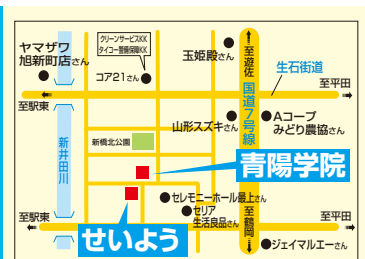 ヤマザワ
旭新町店さん
クリーンサービスKK
タイコー警備保障KK
コア21さん
玉姫殿さん
至遊佐
生石街道
至平田
至駅東
国道7号線
山形スズキさん
Aコープ
みどり農協さん
新井田川
新橋北公園
青陽学院
セレモニーホール最上さん
セリア
生活良品さん
至鶴岡
至駅東
至平田
せいよう
ジェイマルエーさん